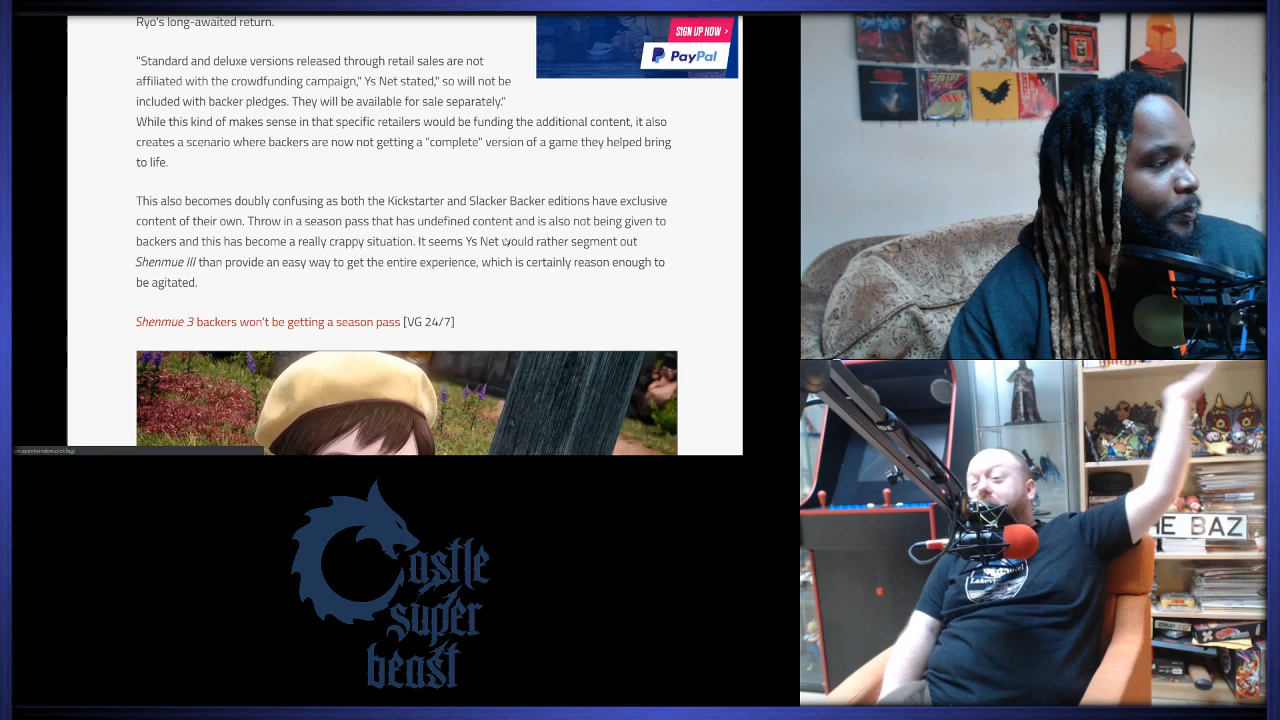 Ryo's long-awaited return.
SIGN UP NOW >
PayPal
"Standard and deluxe versions released through retail sales are not
affiliated with the crowdfunding campaign," Ys Net stated," so will not be
included with backer pledges. They will be available for sale separately."
While this kind of makes sense in that specific retailers would be funding the additional content, it also
creates a scenario where backers are now not getting a "complete" version of a game they helped bring
to life.
This also becomes doubly confusing as both the Kickstarter and Slacker Backer editions have exclusive
content of their own. Throw in a season pass that has undefined content and is also not being given to
backers and this has become a really crappy situation. It seems Ys Net would rather segment out
Shenmue III than provide an easy way to get the entire experience, which is certainly reason enough to
be agitated.
Shenmue 3 backers won't be getting a season pass [VG 24/7]
Castle
super
beast
HE BAZ